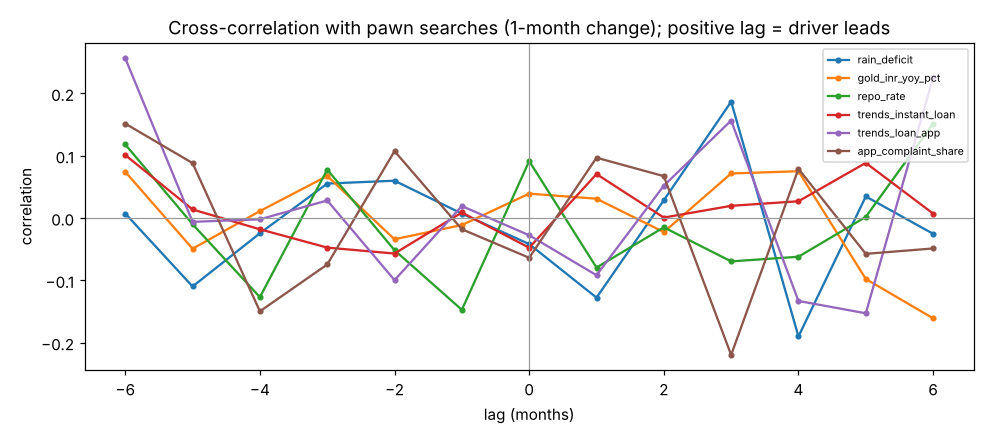 Cross-correlation with pawn searches (1-month change); positive lag = driver leads
correlation
0.2
0.1
0.0
−0.1
−0.2
rain_deficit
gold_inr_yoy_pct
repo_rate
trends_instant_loan
trends_loan_app
app_complaint_share
−6 −4 −2 0 2 4 6
lag (months)